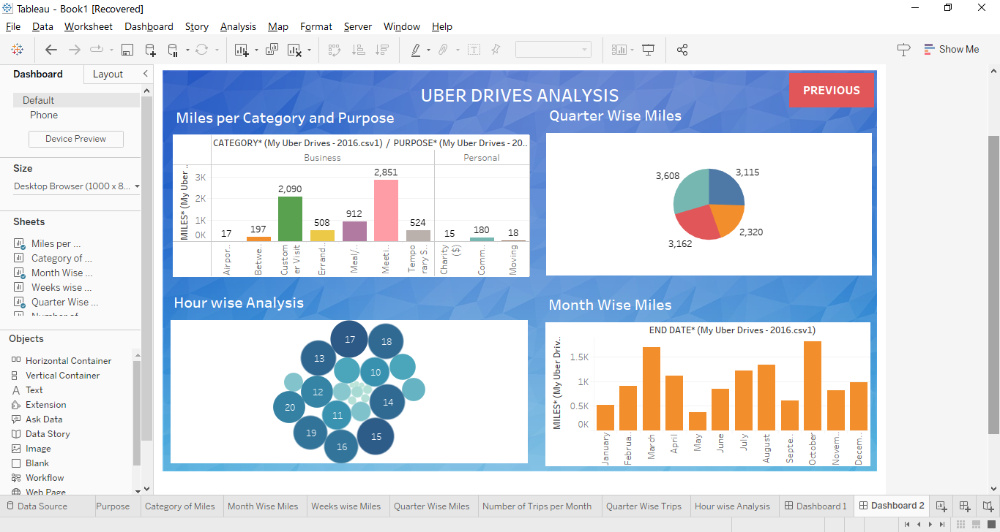 Tableau - Book1 [Recovered]
File Data Worksheet Dashboard Story Analysis Map Format Server Window Help
Show Me
Dashboard Layout
Default
Phone
Device Preview
Size
Desktop Browser (1000 x 8...
Sheets
Miles per ...
Category of ...
Month Wise ...
Weeks wise ...
Quarter Wise ...
Objects
Horizontal Container
Vertical Container
Text
Extension
Ask Data
Data Story
Image
Blank
Workflow
Web Page
UBER DRIVES ANALYSIS
PREVIOUS
Miles per Category and Purpose
CATEGORY* (My Uber Drives - 2016.csv1) / PURPOSE* (My Uber Drives - 20..
Business Personal
MILES* (My Uber ..
3K
2K
1K
0K
17 197 2,090 508 912 2,851 524 15 180 18
Airpor..
Betwe..
Custom
er Visit
Errand..
Meal/..
Meeti..
Tempo
rary S..
Charity
($)
Comm..
Moving
Quarter Wise Miles
3,608 3,115
2,320
3,162
Hour wise Analysis
17 18
13
10
12
14
20
11
19
15
16
Month Wise Miles
END DATE* (My Uber Drives - 2016.csv1)
MILES* (My Uber Driv..
1.5K
1K
0.5K
0K
January
Februa..
March
April
May
June
July
August
Septe..
October
Novem..
Decem..
Data Source Purpose Category of Miles Month Wise Miles Weeks wise Miles Quarter Wise Miles Number of Trips per Month Quarter Wise Trips Hour wise Analysis Dashboard 1 Dashboard 2